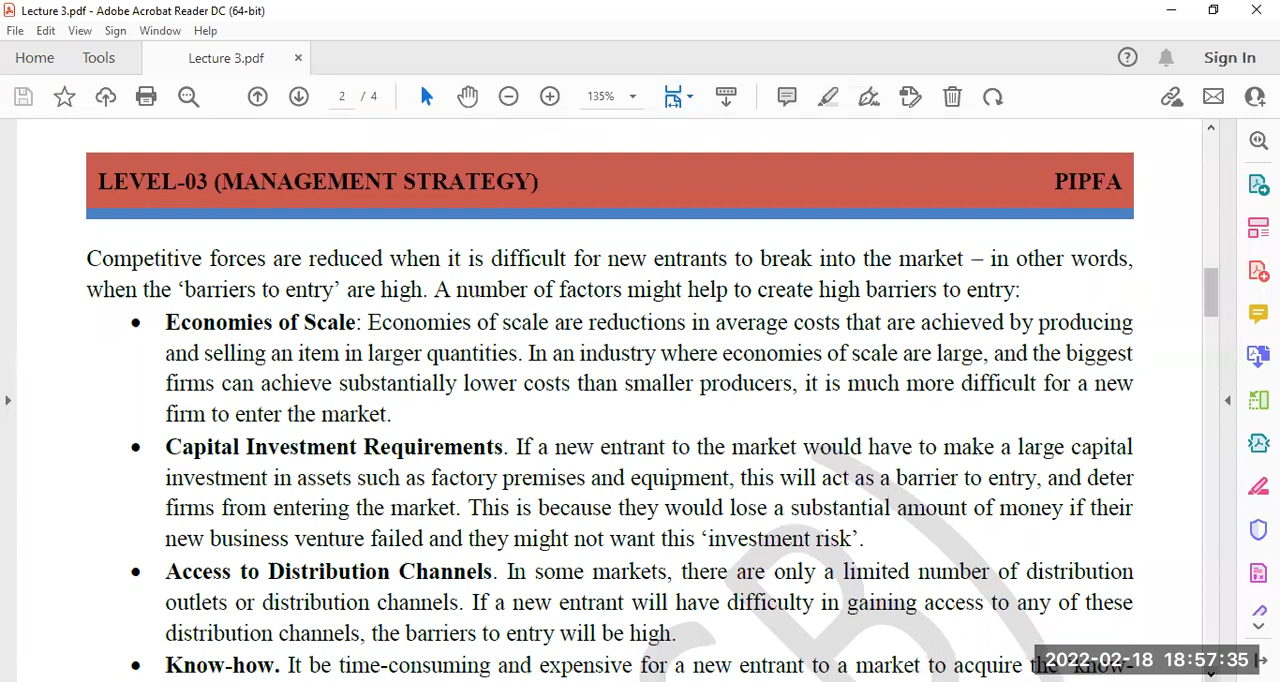 Lecture 3.pdf - Adobe Acrobat Reader DC (64-bit)
File Edit View Sign Window Help
Home Tools Lecture 3.pdf × Sign In
2 / 4 135%
LEVEL-03 (MANAGEMENT STRATEGY) PIPFA
Competitive forces are reduced when it is difficult for new entrants to break into the market – in other words,
when the ‘barriers to entry’ are high. A number of factors might help to create high barriers to entry:
• Economies of Scale: Economies of scale are reductions in average costs that are achieved by producing
and selling an item in larger quantities. In an industry where economies of scale are large, and the biggest
firms can achieve substantially lower costs than smaller producers, it is much more difficult for a new
firm to enter the market.
• Capital Investment Requirements. If a new entrant to the market would have to make a large capital
investment in assets such as factory premises and equipment, this will act as a barrier to entry, and deter
firms from entering the market. This is because they would lose a substantial amount of money if their
new business venture failed and they might not want this ‘investment risk’.
• Access to Distribution Channels. In some markets, there are only a limited number of distribution
outlets or distribution channels. If a new entrant will have difficulty in gaining access to any of these
distribution channels, the barriers to entry will be high.
• Know-how. It be time-consuming and expensive for a new entrant to a market to acquire the ‘know-
2022-02-18 18:57:35